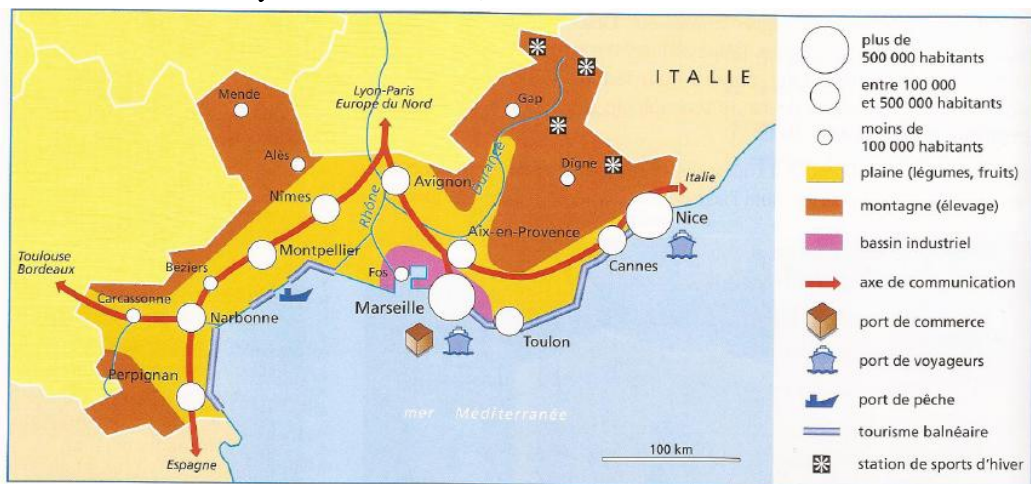 Mende
Alès
Nîmes
Montpellier
Béziers
Toulouse
Bordeaux
Carcassonne
Narbonne
Perpignan
Espagne
Lyon-Paris
Europe du Nord
Rhône
Avignon
Durance
Gap
Digne
ITALIE
Italie
Nice
Cannes
Aix-en-Provence
Fos
Marseille
Toulon
mer Méditerranée
100 km
plus de
500 000 habitants
entre 100 000
et 500 000 habitants
moins de
100 000 habitants
plaine (légumes, fruits)
montagne (élevage)
bassin industriel
axe de communication
port de commerce
port de voyageurs
port de pêche
tourisme balnéaire
station de sports d'hiver